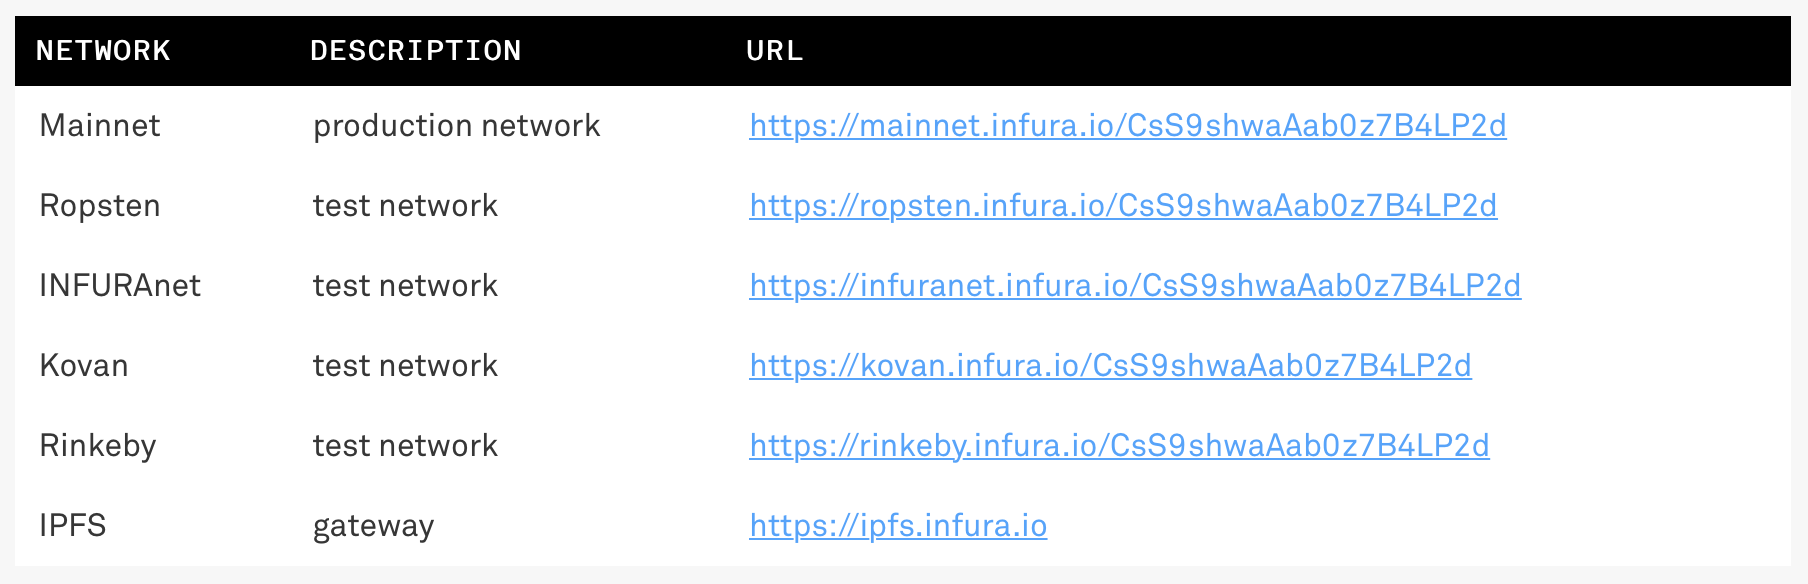 NETWORK DESCRIPTION URL
Mainnet production network https://mainnet.infura.io/CsS9shwaAab0z7B4LP2d
Ropsten test network https://ropsten.infura.io/CsS9shwaAab0z7B4LP2d
INFURAnet test network https://infuranet.infura.io/CsS9shwaAab0z7B4LP2d
Kovan test network https://kovan.infura.io/CsS9shwaAab0z7B4LP2d
Rinkeby test network https://rinkeby.infura.io/CsS9shwaAab0z7B4LP2d
IPFS gateway https://ipfs.infura.io